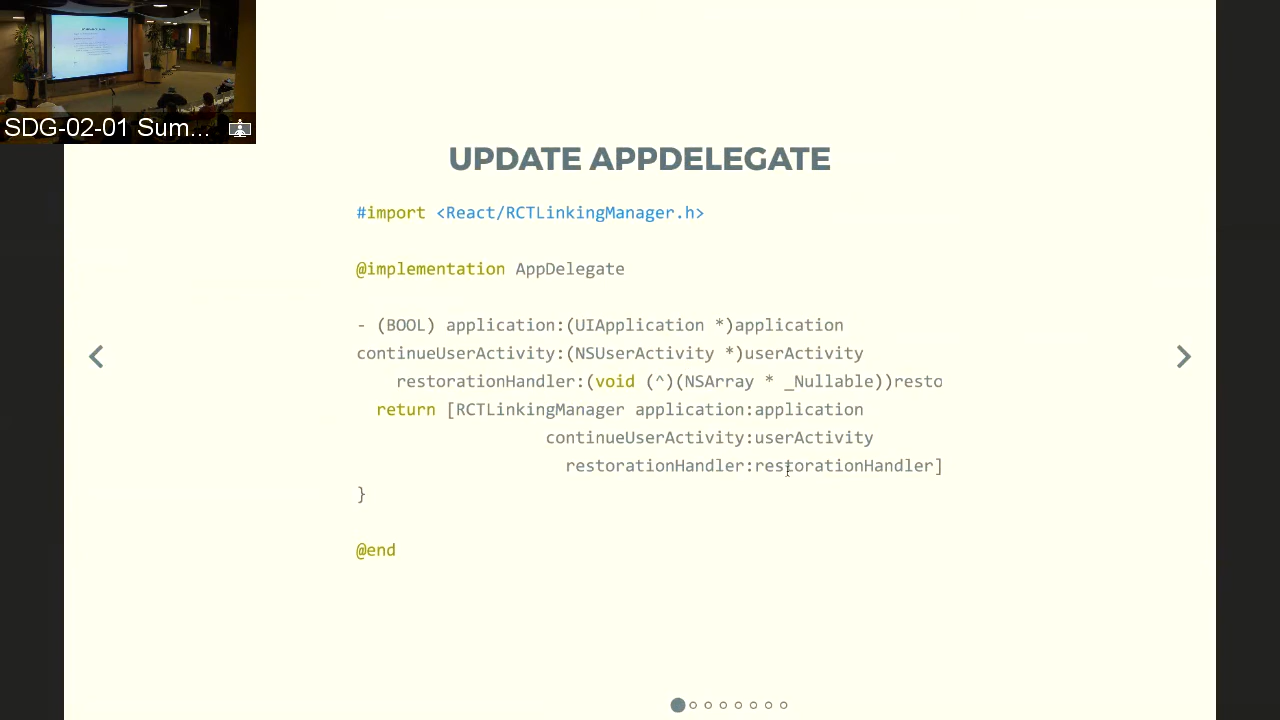 SDG-02-01 Sum...
UPDATE APPDELEGATE
#import <React/RCTLinkingManager.h>
@implementation AppDelegate
- (BOOL) application:(UIApplication *)application
continueUserActivity:(NSUserActivity *)userActivity
restorationHandler:(void (^)(NSArray * _Nullable))resto
return [RCTLinkingManager application:application
continueUserActivity:userActivity
restorationHandler:restorationHandler]
}
@end